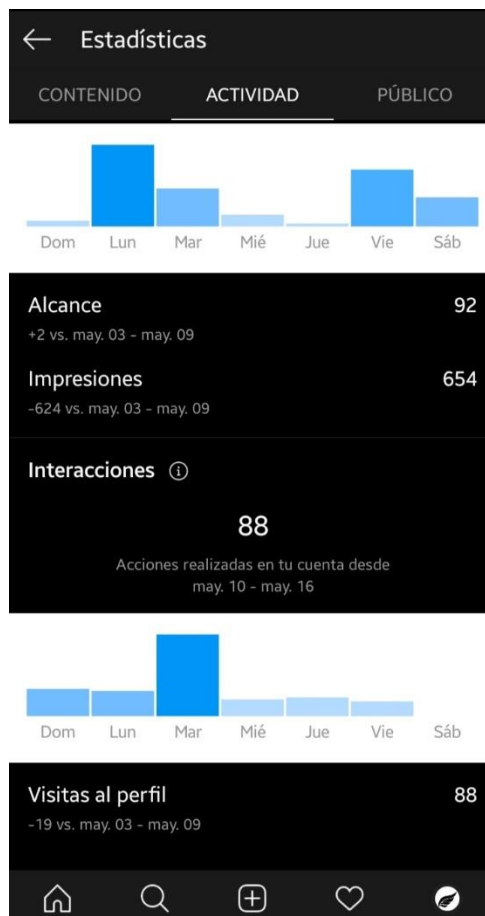 Estadísticas
CONTENIDO ACTIVIDAD PÚBLICO
Dom Lun Mar Mié Jue Vie Sáb
Alcance 92
+2 vs. may. 03 - may. 09
Impresiones 654
-624 vs. may. 03 - may. 09
Interacciones
88
Acciones realizadas en tu cuenta desde
may. 10 - may. 16
Dom Lun Mar Mié Jue Vie Sáb
Visitas al perfil 88
-19 vs. may. 03 - may. 09